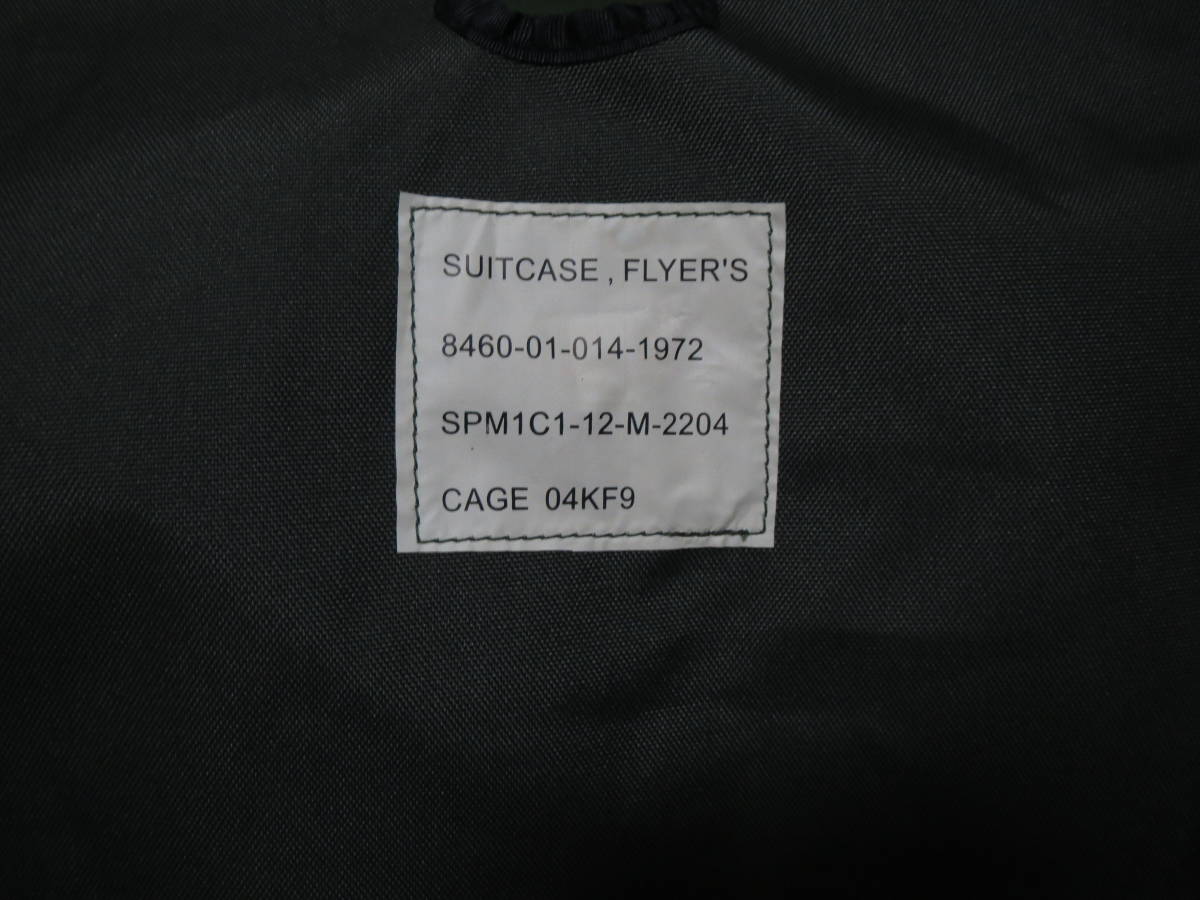 SUITCASE , FLYER'S
8460-01-014-1972
SPM1C1-12-M-2204
CAGE 04KF9